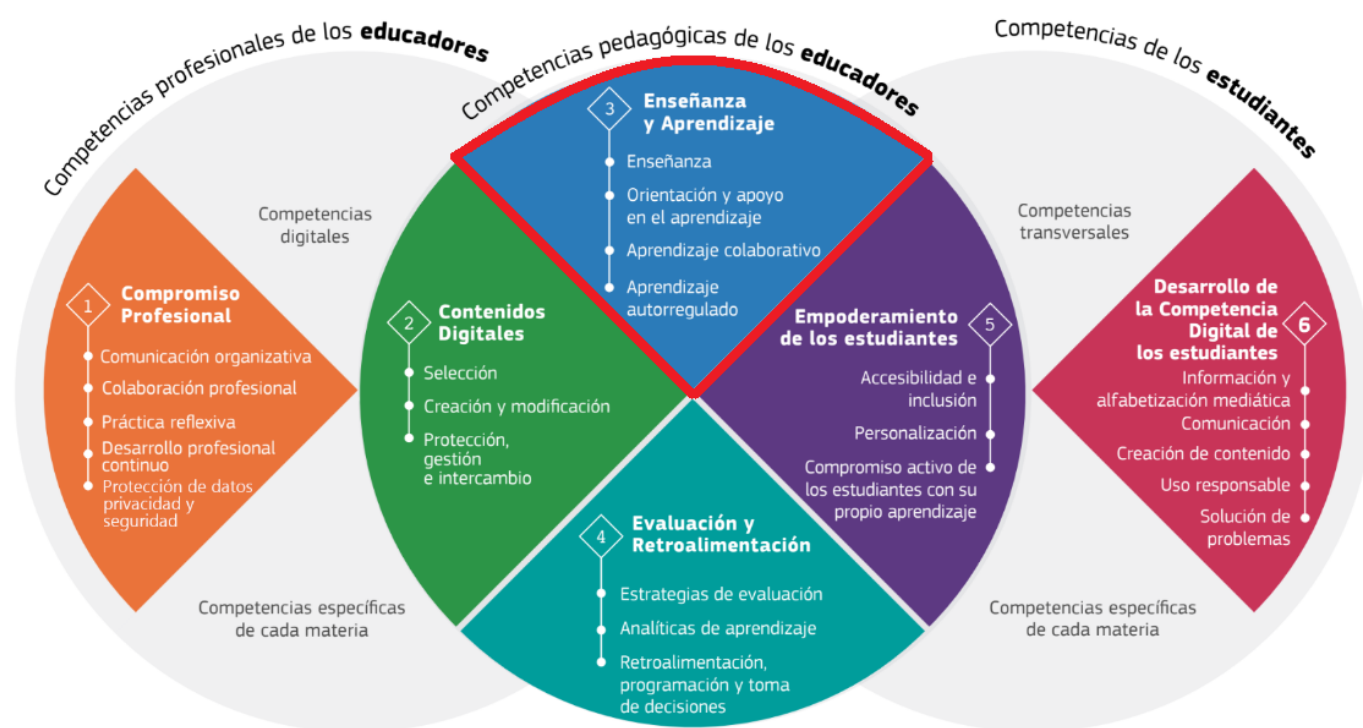 Competencias profesionales de los educadores
Competencias pedagógicas de los educadores
Competencias de los estudiantes
Competencias
digitales
Competencias
transversales
Competencias específicas
de cada materia
Competencias específicas
de cada materia
1
Compromiso
Profesional
Comunicación organizativa
Colaboración profesional
Práctica reflexiva
Desarrollo profesional
continuo
Protección de datos
privacidad y
seguridad
2
Contenidos
Digitales
Selección
Creación y modificación
Protección,
gestión
e intercambio
3
Enseñanza
y Aprendizaje
Enseñanza
Orientación y apoyo
en el aprendizaje
Aprendizaje colaborativo
Aprendizaje
autorregulado
4
Evaluación y
Retroalimentación
Estrategias de evaluación
Analíticas de aprendizaje
Retroalimentación,
programación y toma
de decisiones
5
Empoderamiento
de los estudiantes
Accesibilidad e
inclusión
Personalización
Compromiso activo de
los estudiantes con su
propio aprendizaje
6
Desarrollo de
la Competencia
Digital de
los estudiantes
Información y
alfabetización mediática
Comunicación
Creación de contenido
Uso responsable
Solución de
problemas